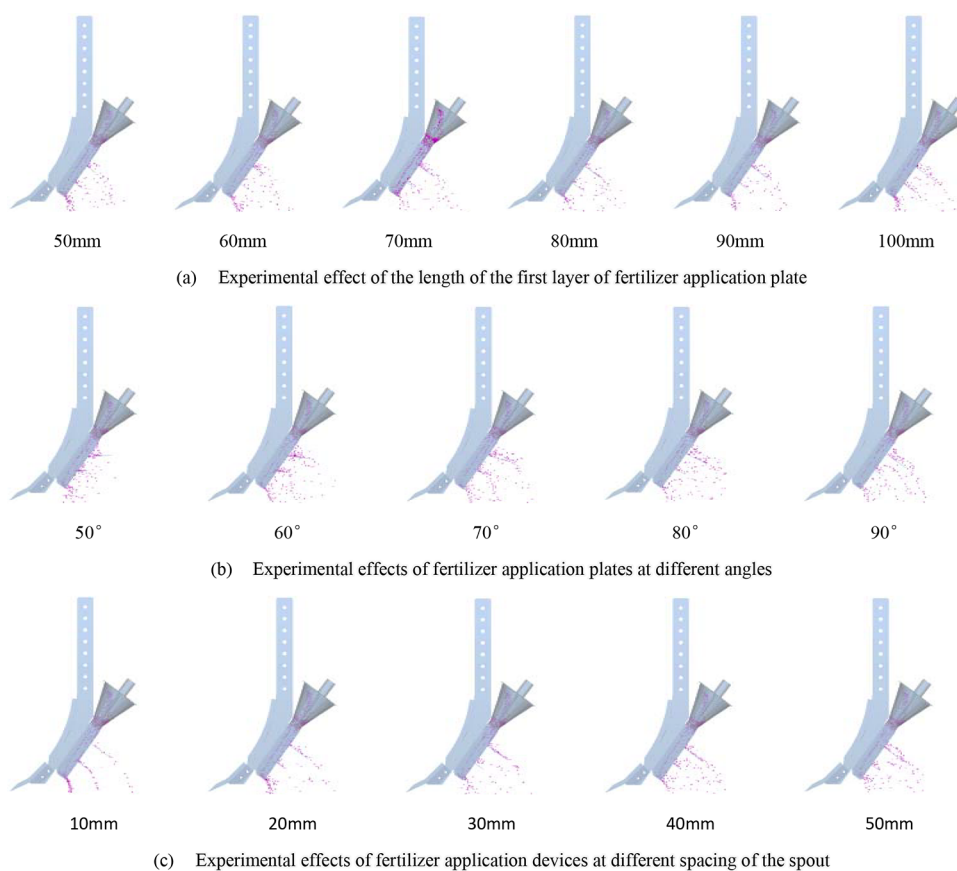 50mm 60mm 70mm 80mm 90mm 100mm
(a) Experimental effect of the length of the first layer of fertilizer application plate
50° 60° 70° 80° 90°
(b) Experimental effects of fertilizer application plates at different angles
10mm 20mm 30mm 40mm 50mm
(c) Experimental effects of fertilizer application devices at different spacing of the spout